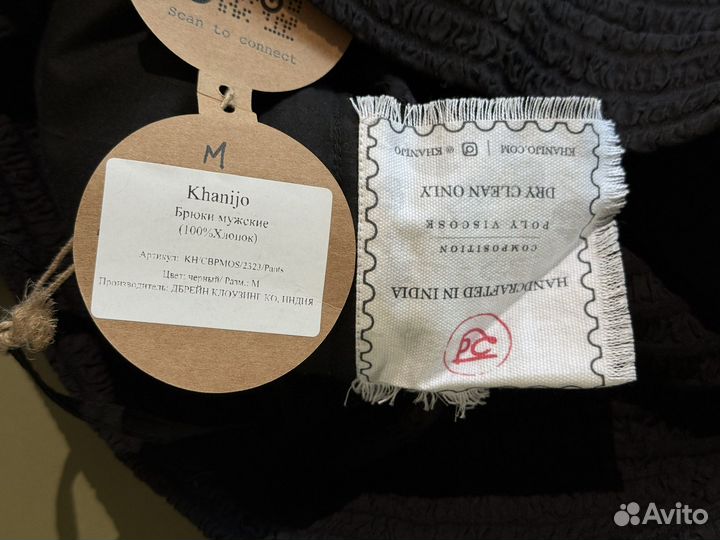 Scan to connect
M
Khanijo
Брюки мужские
(100%Хлопок)
Артикул: KH/CBPMOS/2323/Pants
Цвет: черный/ Разм.: М
Производитель: ДБРЕЙН КЛОУЗИНГ КО, ИНДИЯ
HANDCRAFTED IN INDIA
COMPOSITION
POLY VISCOSE
DRY CLEAN ONLY
KHANIJO.COM | @ KHANIJO
Avito